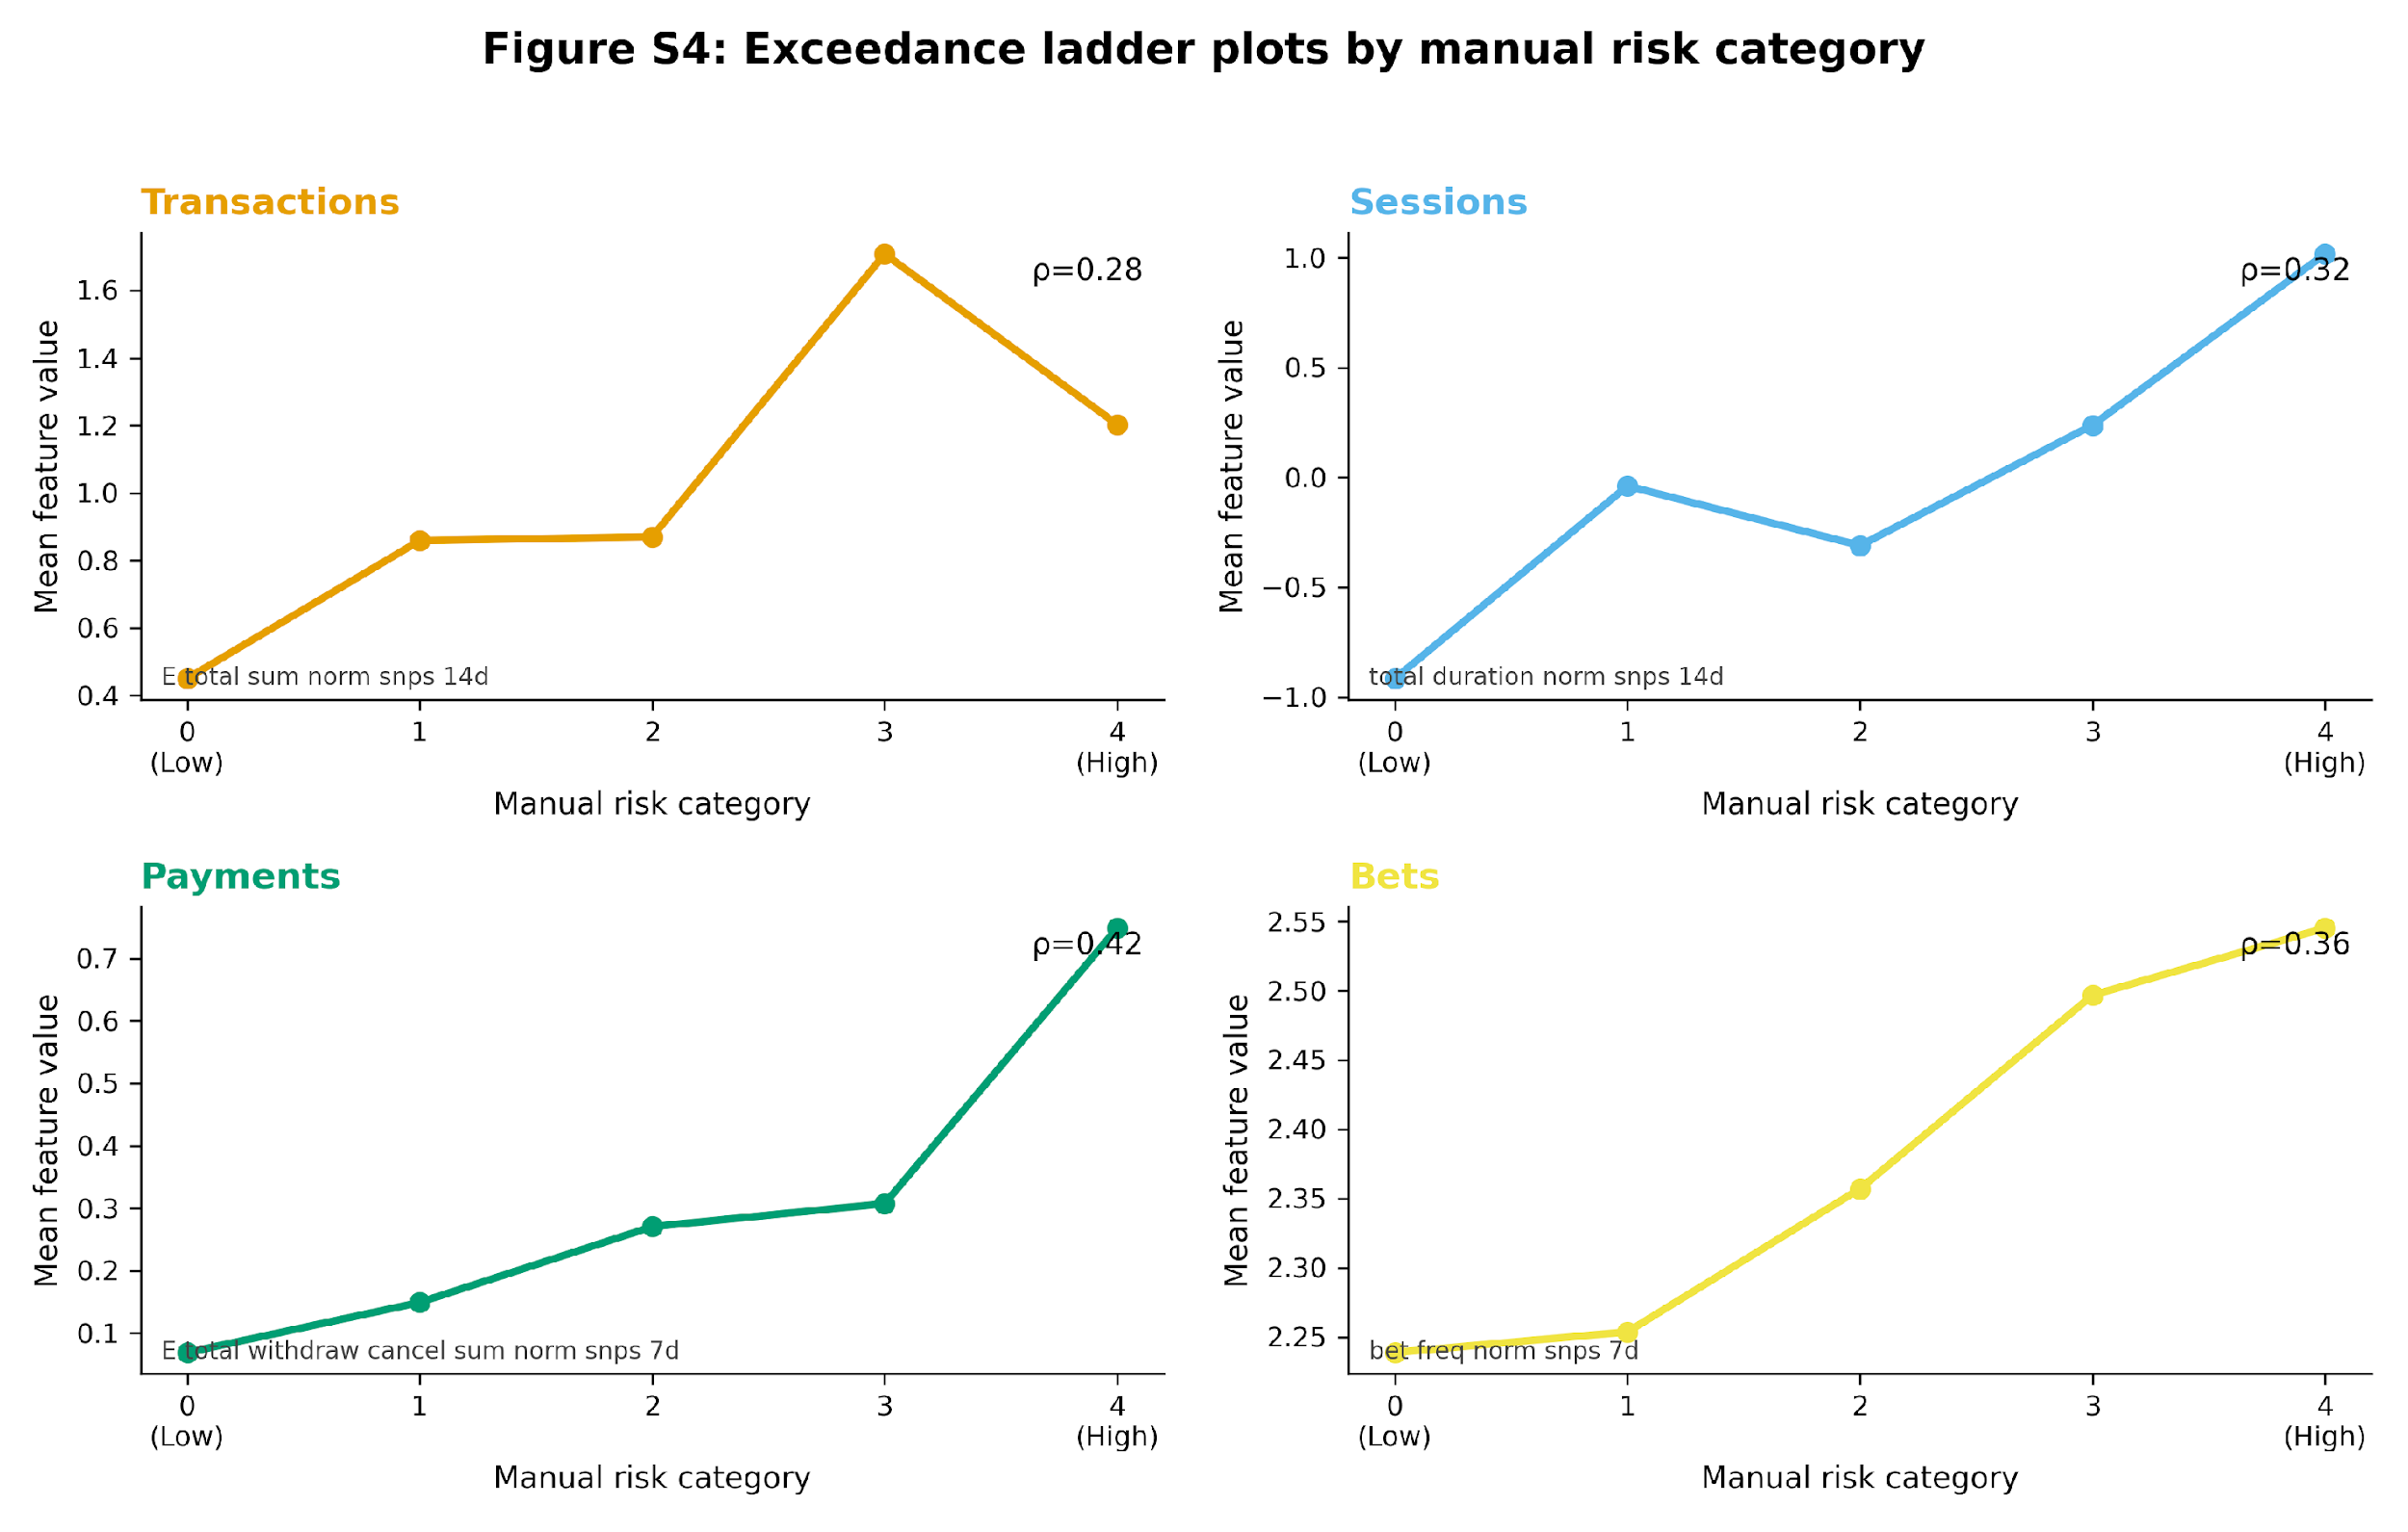 Figure S4: Exceedance ladder plots by manual risk category
Transactions
Mean feature value
1.6
1.4
1.2
1.0
0.8
0.6
0.4
ρ=0.28
E total sum norm snps 14d
0 1 2 3 4
(Low) (High)
Manual risk category
Sessions
Mean feature value
1.0
0.5
0.0
−0.5
−1.0
ρ=0.32
total duration norm snps 14d
0 1 2 3 4
(Low) (High)
Manual risk category
Payments
Mean feature value
0.7
0.6
0.5
0.4
0.3
0.2
0.1
ρ=0.42
E total withdraw cancel sum norm snps 7d
0 1 2 3 4
(Low) (High)
Manual risk category
Bets
Mean feature value
2.55
2.50
2.45
2.40
2.35
2.30
2.25
ρ=0.36
bet freq norm snps 7d
0 1 2 3 4
(Low) (High)
Manual risk category